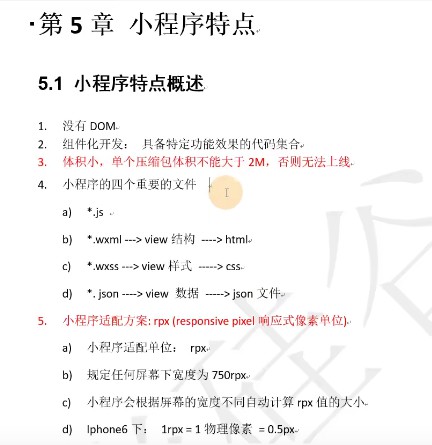 ·第 5 章 小程序特点
5.1 小程序特点概述
1. 没有 DOM
2. 组件化开发： 具备特定功能效果的代码集合
3. 体积小，单个压缩包体积不能大于 2M，否则无法上线
4. 小程序的四个重要的文件
a) *.js
b) *.wxml ---> view 结构 ----> html
c) *.wxss ---> view 样式 -----> css
d) *. json ----> view 数据 -----> json 文件
5. 小程序适配方案: rpx (responsive pixel 响应式像素单位)
a) 小程序适配单位： rpx
b) 规定任何屏幕下宽度为 750rpx
c) 小程序会根据屏幕的宽度不同自动计算 rpx 值的大小
d) Iphone6 下： 1rpx = 1 物理像素 = 0.5px